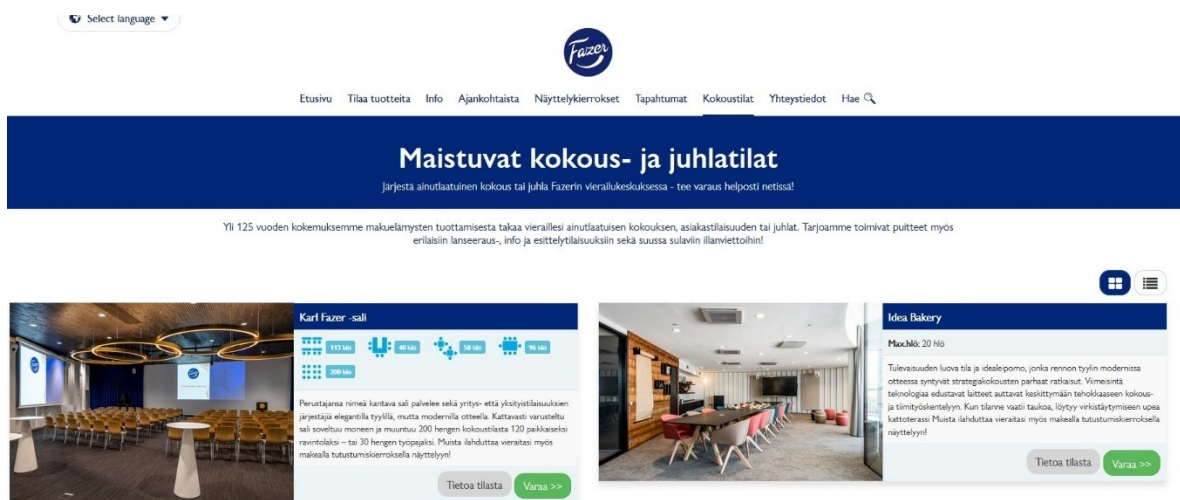 Select language
Fazer
Etusivu Tilaa tuotteita Info Ajankohtaista Näyttelykierrokset Tapahtumat Kokoustilat Yhteystiedot Hae
Maistuvat kokous- ja juhlatilat
Järjestä ainutlaatuinen kokous tai juhla Fazerin vierailukeskuksessa - tee varaus helposti netissä!
Yli 125 vuoden kokemuksemme makuelämysten tuottamisesta takaa vieraillesi ainutlaatuisen kokouksen, asiakastilaisuuden tai juhlat. Tarjoamme toimivat puitteet myös
erilaisiin lanseeraus-, info ja esittelytilaisuuksiin sekä suussa sulaviin illanviettoihin!
Karl Fazer -sali
112 hlö 40 hlö 58 hlö 96 hlö
200 hlö
Perustajansa nimeä kantava sali palvelee sekä yritys- että yksityistilaisuuksien
järjestäjiä elegantilla tyylillä, mutta modernilla otteella. Kattavasti varusteltu
sali soveltuu moneen ja muuntuu 200 hengen kokoustilasta 120 paikkaiseksi
ravintolaksi – tai 30 hengen työpajaksi. Muista ilahduttaa vieraitasi myös
makealla tutustumiskierroksella näyttelyyn!
Tietoa tilasta Varaa >>
Idea Bakery
Max.hlö: 20 hlö
Tulevaisuuden luova tila ja idealeipomo, jonka rennon tyylin modernissa
otteessa syntyvät strategiakokousten parhaat ratkaisut. Viimeisintä
teknologiaa edustavat laitteet auttavat keskittymään tehokkaaseen kokous-
ja tiimityöskentelyyn. Kun tilanne vaatii taukoa, löytyy virkistäytymiseen upea
kattoterassi Muista ilahduttaa vieraitasi myös makealla tutustumiskierroksella
näyttelyyn!
Tietoa tilasta Varaa >>